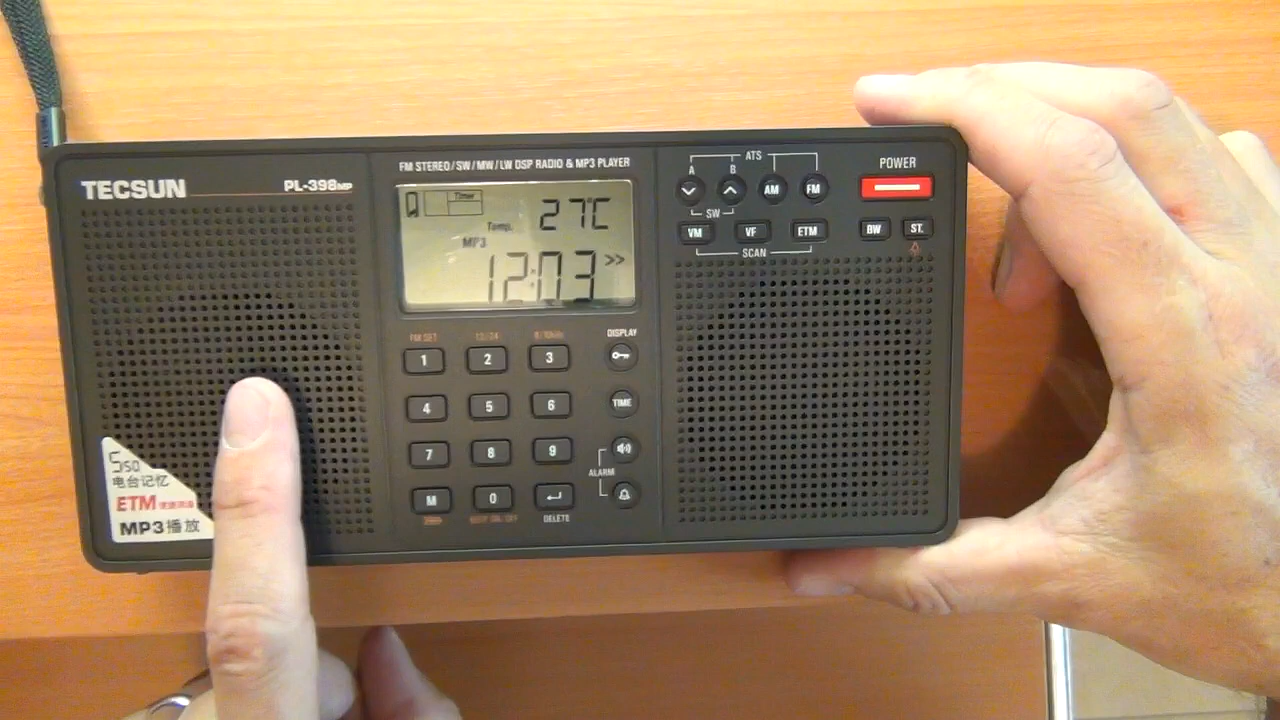 TECSUN
PL-398MP
FM STEREO/SW/MW/LW DSP RADIO & MP3 PLAYER
Timer
Temp.
27°C
MP3
12:03 >>
ATS
A
B
AM
FM
SW
VM
VF
ETM
SCAN
POWER
BW
ST.
FM SET
12/24
9/10kHz
DISPLAY
1
2
3
4
5
6
TIME
7
8
9
ALARM
M
0
DELETE
550
电台记忆
ETM
MP3播放